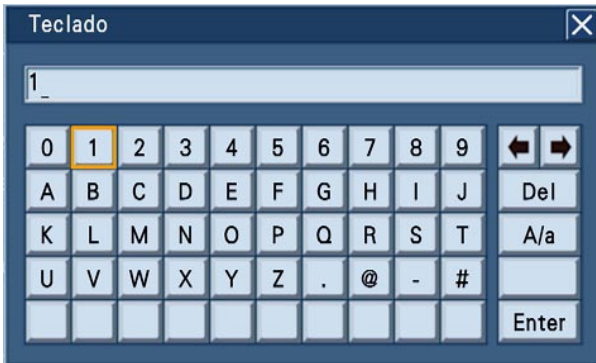 Teclado
1_
0 1 2 3 4 5 6 7 8 9
A B C D E F G H I J Del
K L M N O P Q R S T A/a
U V W X Y Z . @ - #
Enter